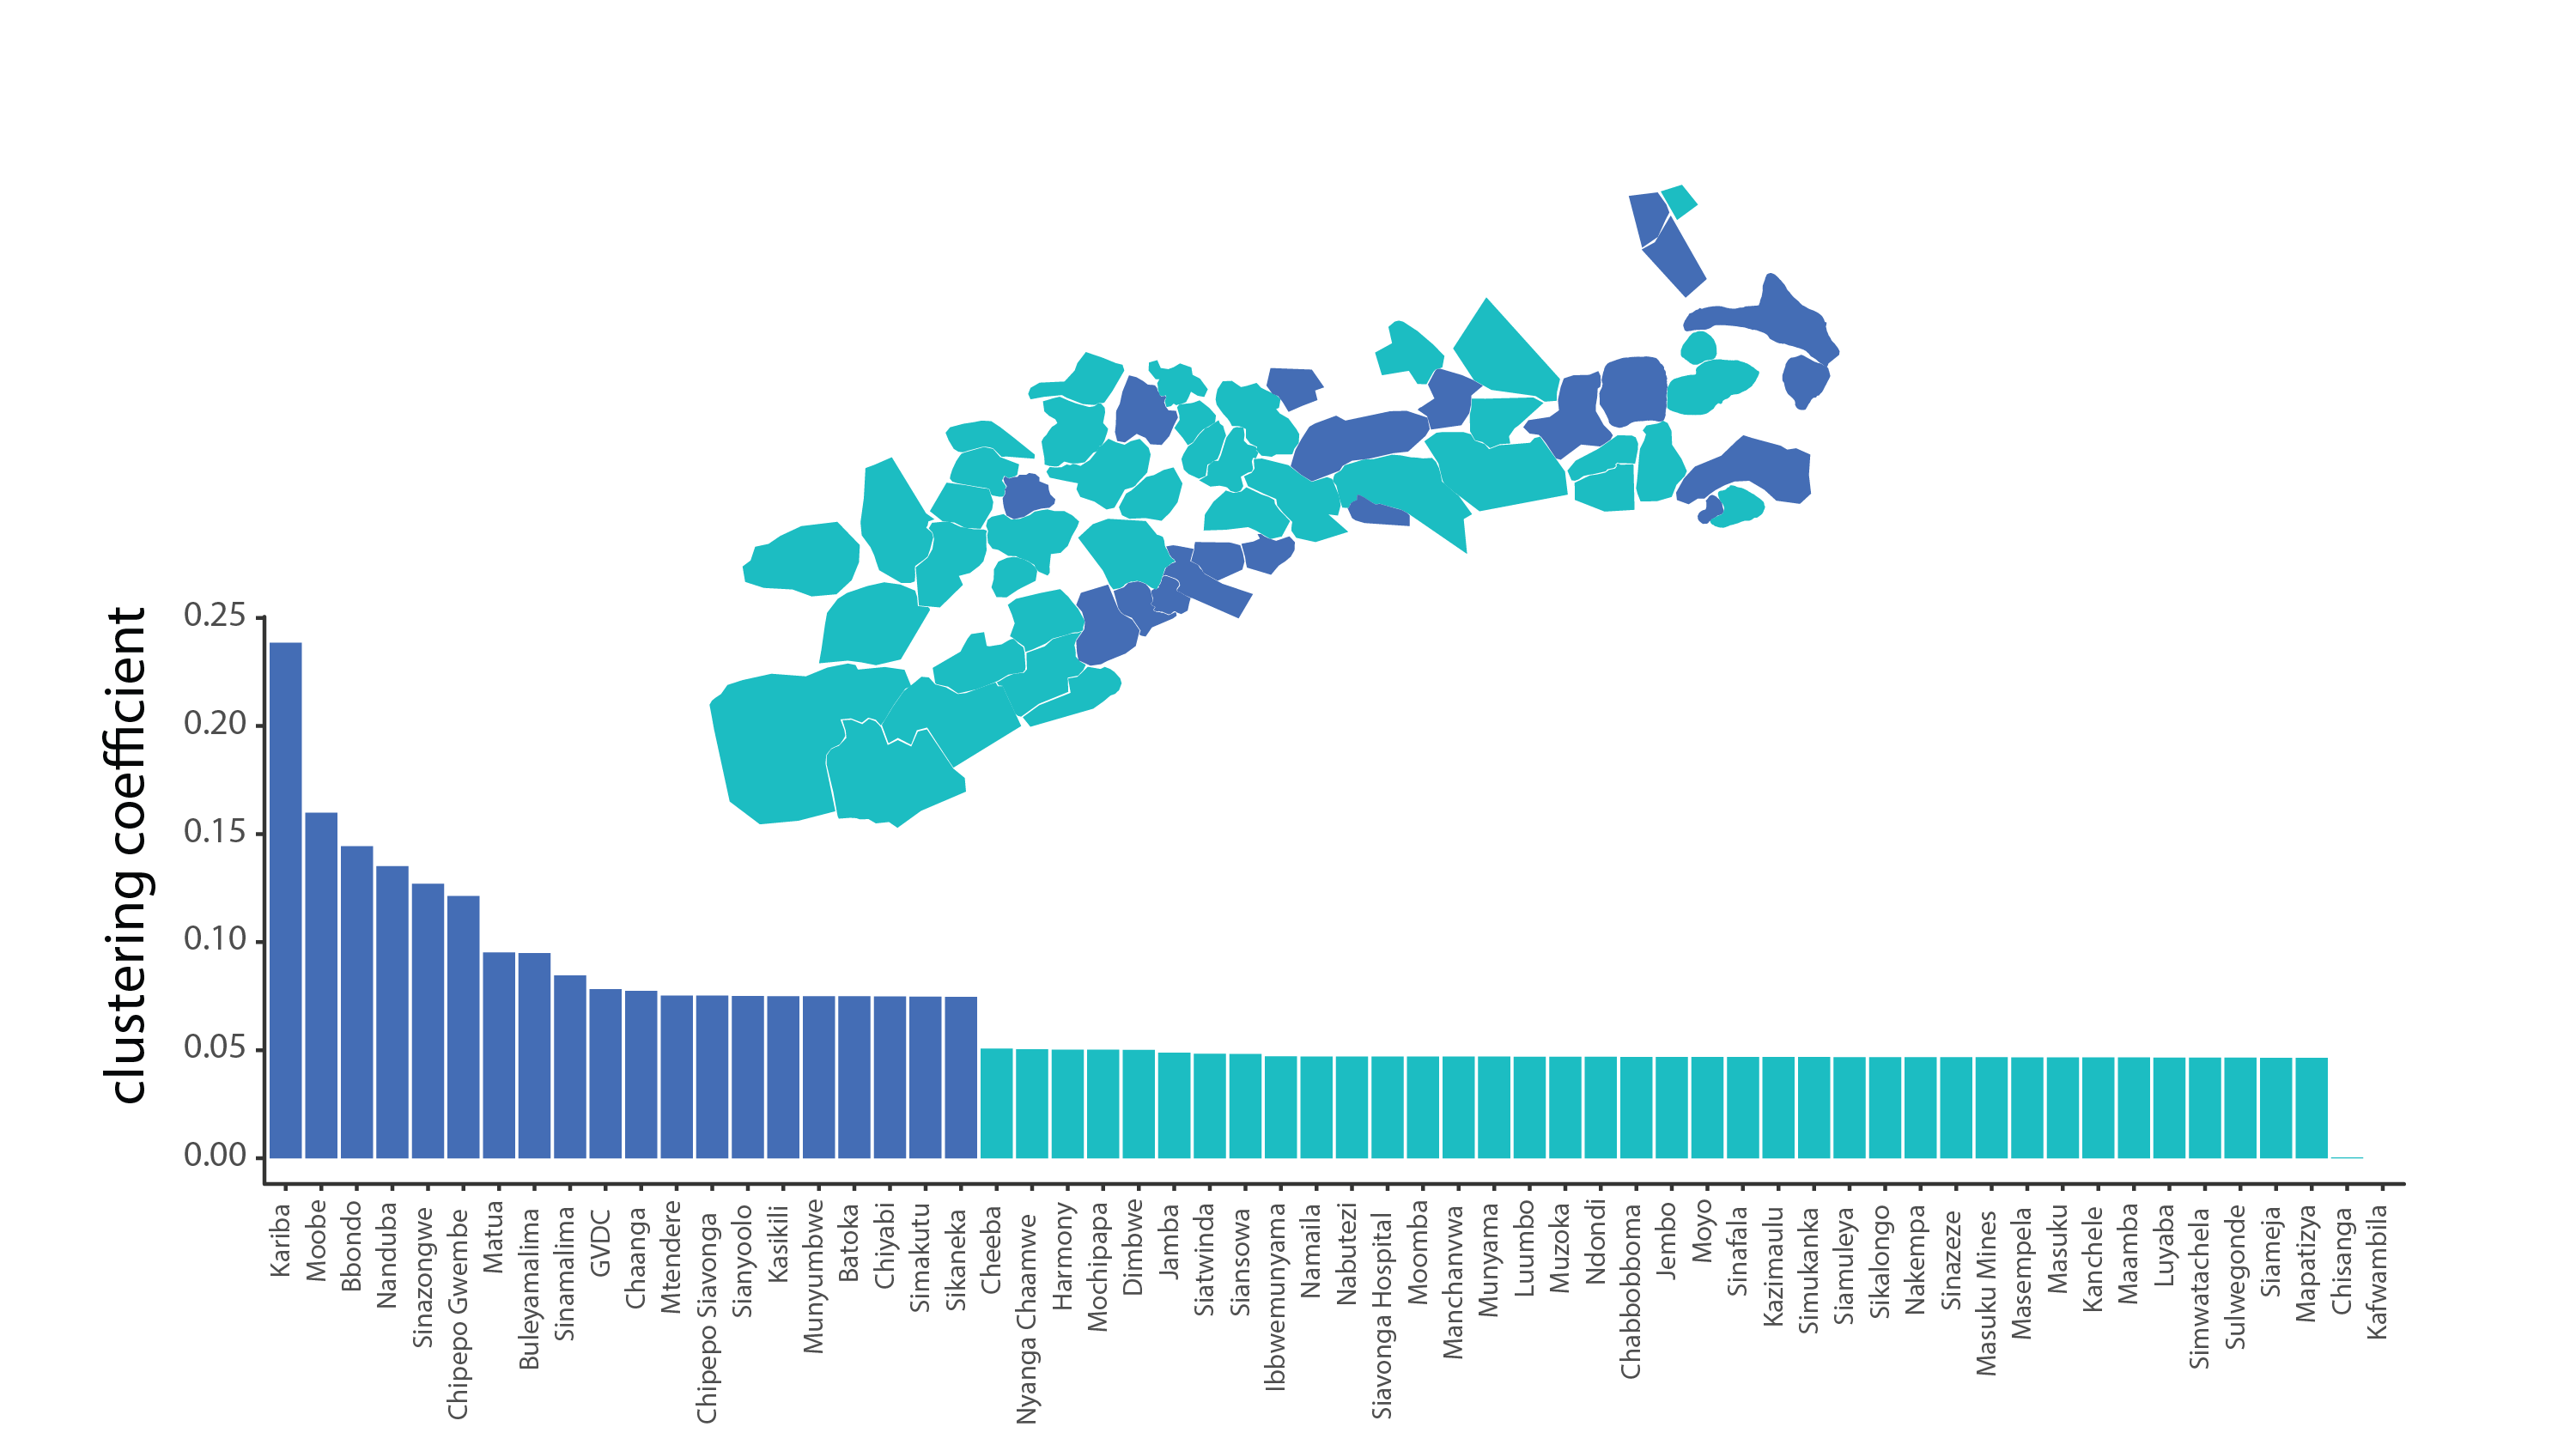 clustering coefficient
0.25
0.20
0.15
0.10
0.05
0.00
Kariba
Moobe
Bbondo
Nanduba
Sinazongwe
Chipepo Gwembe
Matua
Buleyamalima
Sinamalima
GVDC
Chaanga
Mtendere
Chipepo Siavonga
Sianyoolo
Kasikili
Munyumbwe
Batoka
Chiyabi
Simakutu
Sikaneka
Cheeba
Nyanga Chaamwe
Harmony
Mochipapa
Dimbwe
Jamba
Siatwinda
Siansowa
Ibbwemunyama
Namaila
Nabutezi
Siavonga Hospital
Moomba
Manchanvwa
Munyama
Luumbo
Muzoka
Ndondi
Chabbobboma
Jembo
Moyo
Sinafala
Kazimaulu
Simukanka
Siamuleya
Sikalongo
Nakempa
Sinazeze
Masuku Mines
Masempela
Masuku
Kanchele
Maamba
Luyaba
Simwatachela
Sulwegonde
Siameja
Mapatizya
Chisanga
Kafwambila